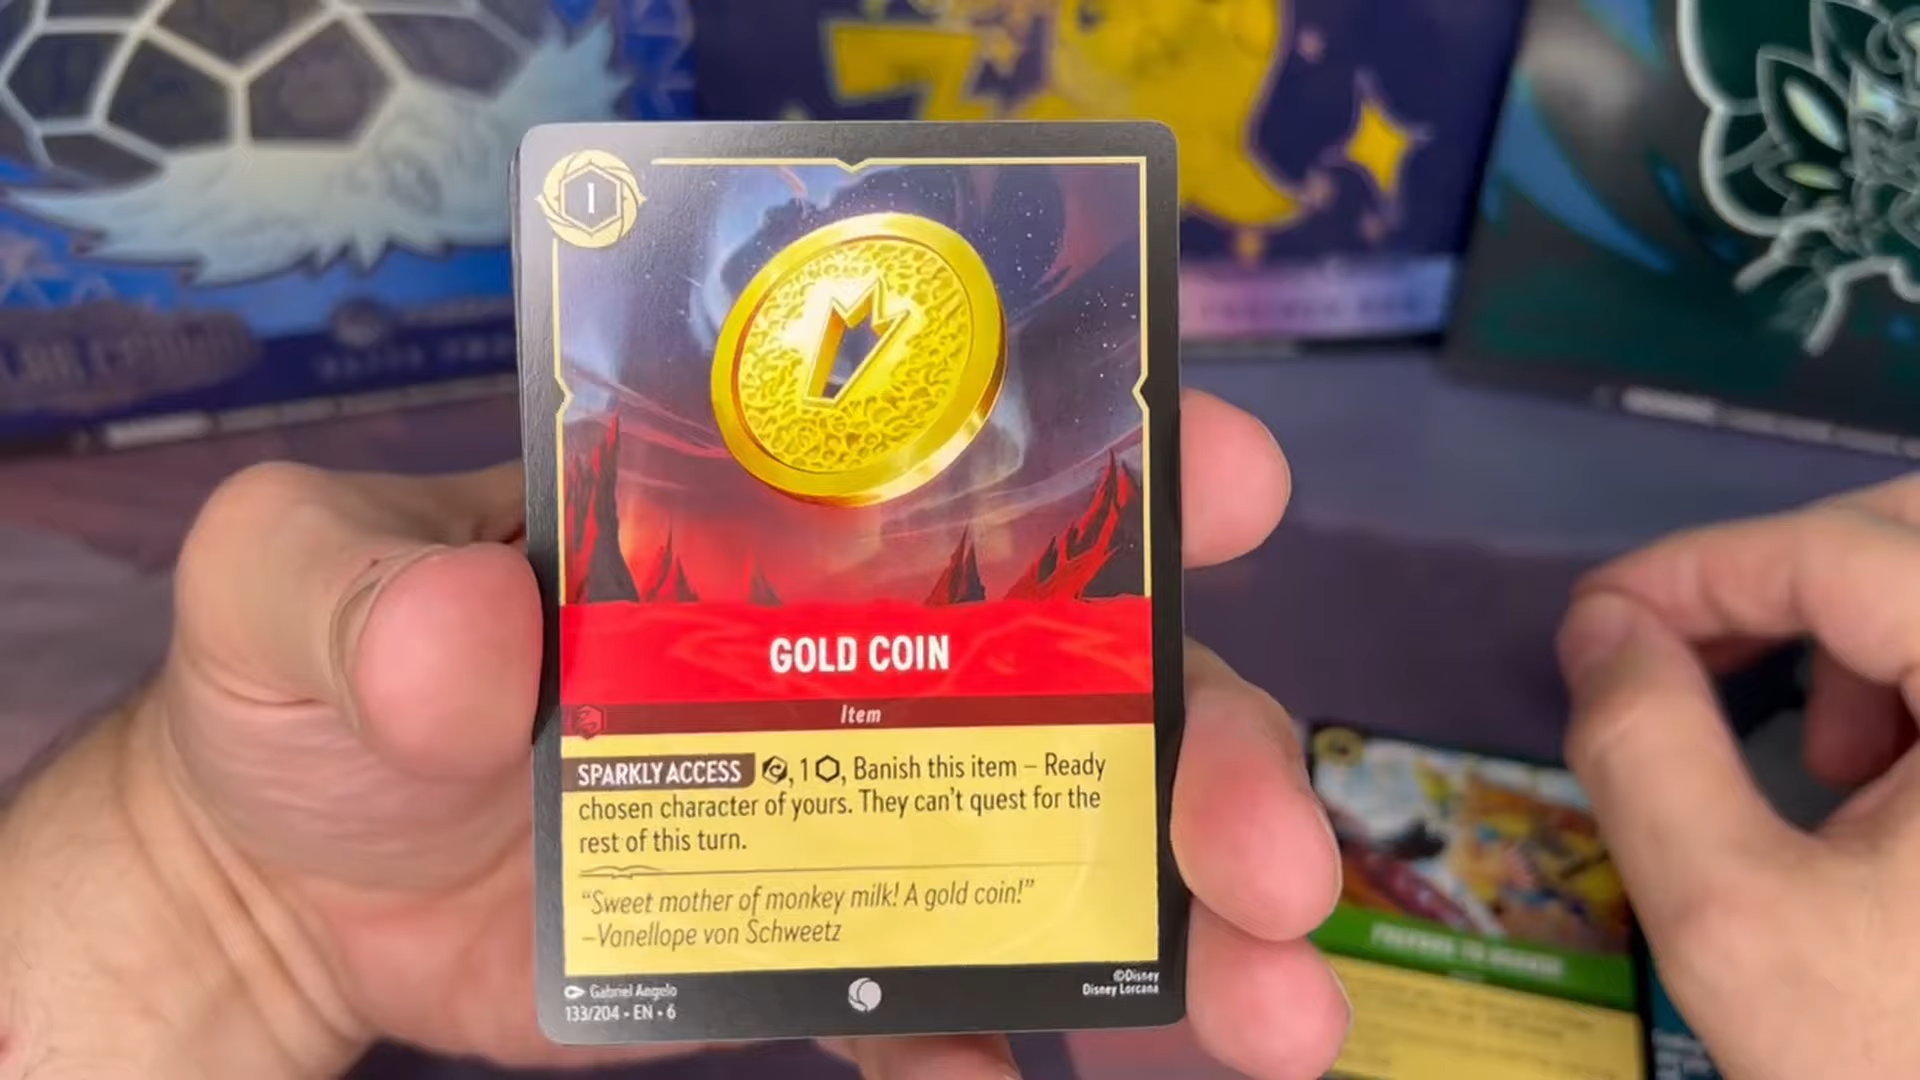 1
GOLD COIN
Item
SPARKLY ACCESS , 1, Banish this item – Ready
chosen character of yours. They can't quest for the
rest of this turn.
"Sweet mother of monkey milk! A gold coin!"
–Vanellope von Schweetz
Gabriel Angelo
133/204 • EN • 6
©Disney
Disney Lorcana